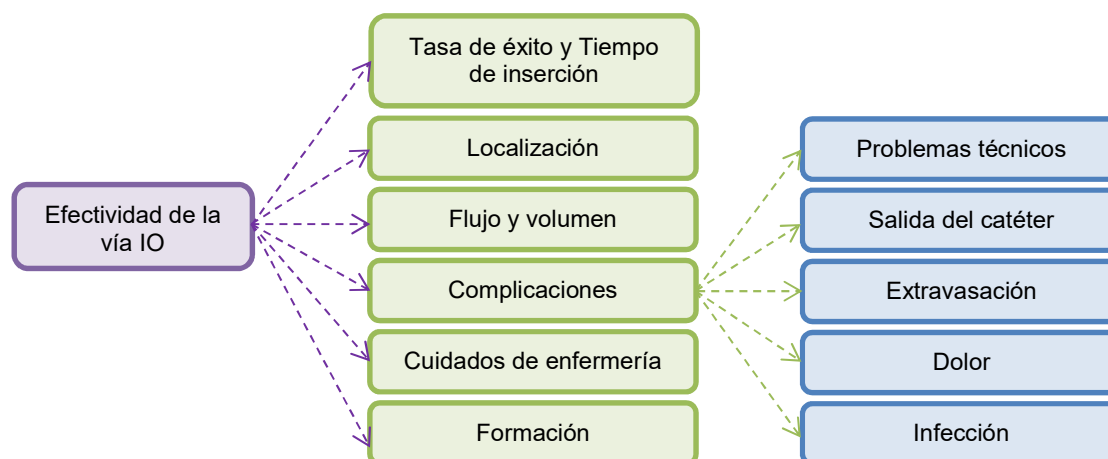 Tasa de éxito y Tiempo
de inserción
Localización
Problemas técnicos
Efectividad de la
vía IO
Flujo y volumen
Salida del catéter
Complicaciones
Extravasación
Cuidados de enfermería
Dolor
Formación
Infección